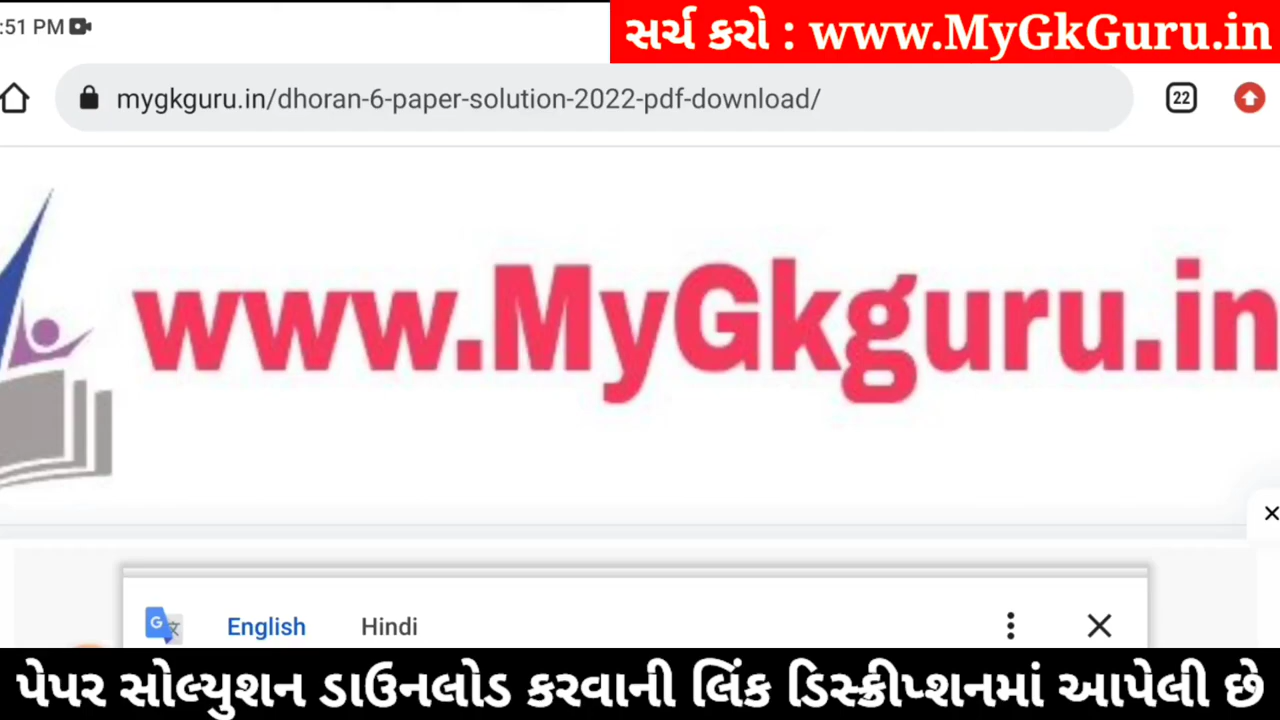 :51 PM
સર્ચ કરો : www.MyGkGuru.in
mygkguru.in/dhoran-6-paper-solution-2022-pdf-download/
22
www.MyGkguru.in
English Hindi
પેપર સોલ્યુશન ડાઉનલોડ કરવાની લિંક ડિસ્ક્રીપ્શનમાં આપેલી છે